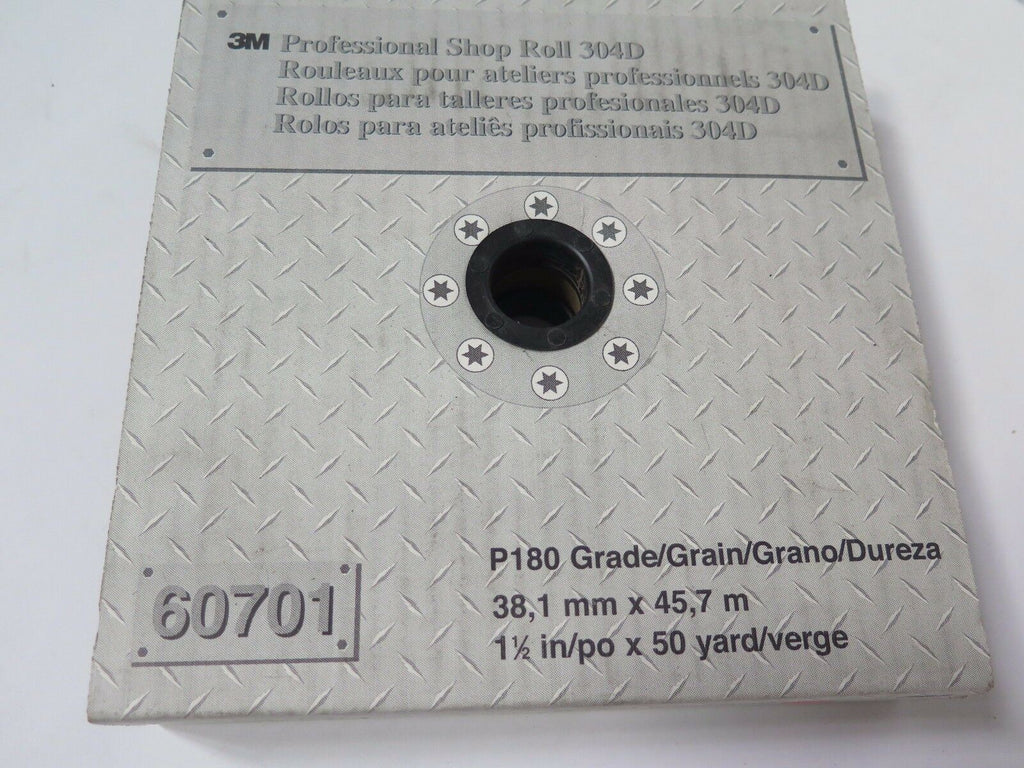 3M Professional Shop Roll 304D
Rouleaux pour ateliers professionnels 304D
Rollos para talleres profesionales 304D
Rolos para ateliês profissionais 304D
P180 Grade/Grain/Grano/Dureza
38,1 mm x 45,7 m
1½ in/po x 50 yard/verge
60701